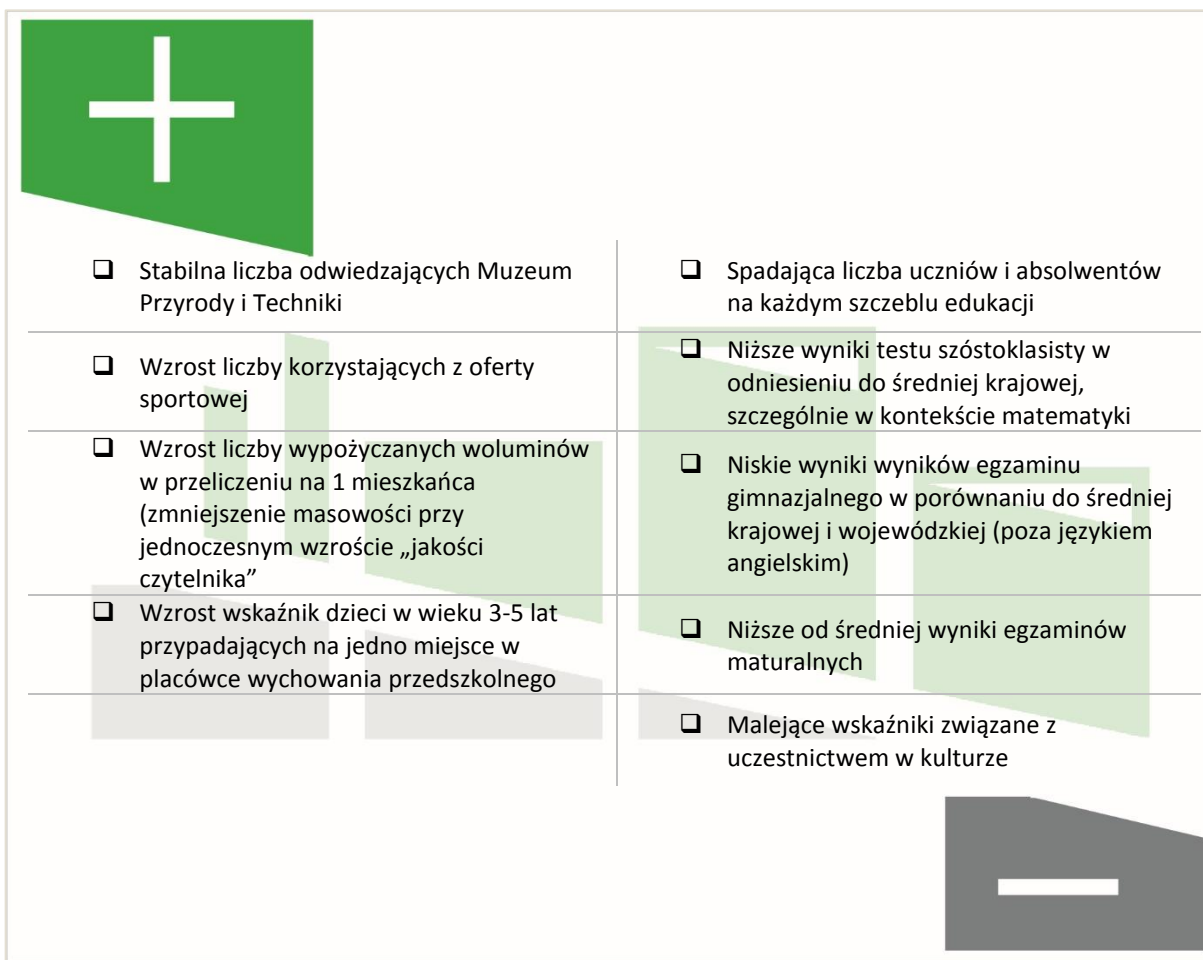 ❑ Stabilna liczba odwiedzających Muzeum
Przyrody i Techniki
❑ Spadająca liczba uczniów i absolwentów
na każdym szczeblu edukacji
❑ Wzrost liczby korzystających z oferty
sportowej
❑ Niższe wyniki testu szóstoklasisty w
odniesieniu do średniej krajowej,
szczególnie w kontekście matematyki
❑ Wzrost liczby wypożyczanych woluminów
w przeliczeniu na 1 mieszkańca
(zmniejszenie masowości przy
jednoczesnym wzroście „jakości
czytelnika”
❑ Niskie wyniki wyników egzaminu
gimnazjalnego w porównaniu do średniej
krajowej i wojewódzkiej (poza językiem
angielskim)
❑ Wzrost wskaźnik dzieci w wieku 3-5 lat
przypadających na jedno miejsce w
placówce wychowania przedszkolnego
❑ Niższe od średniej wyniki egzaminów
maturalnych
❑ Malejące wskaźniki związane z
uczestnictwem w kulturze